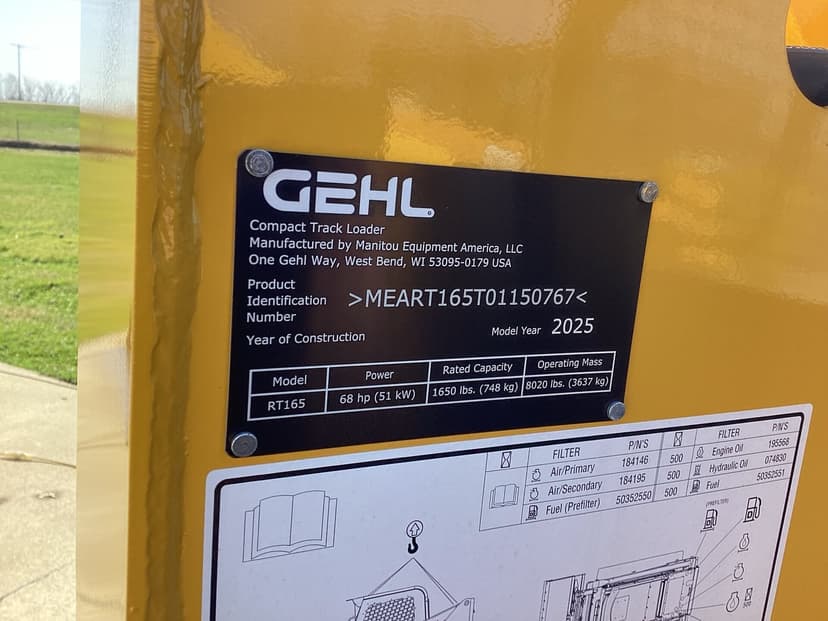 GEHL
Compact Track Loader
Manufactured by Manitou Equipment America, LLC
One Gehl Way, West Bend, WI 53095-0179 USA
Product
Identification
Number
>MEART165T01150767<
Year of Construction
Model Year 2025
Model Power Rated Capacity Operating Mass
RT165 68 hp (51 kW) 1650 lbs. (748 kg) 8020 lbs. (3637 kg)
FILTER P/N'S FILTER P/N'S
Air/Primary 184146 500 Engine Oil 195568
Air/Secondary 184195 500 Hydraulic Oil 074830
Fuel (Prefilter) 50352550 500 Fuel 50352551
(PREFILTER)
500